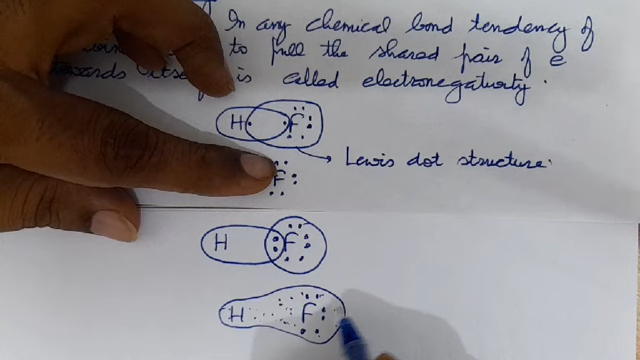 In any chemical bond tendency of
to pull the shared pair of e
towards itself is called electronegaturity.
H F
Lewis dot structure.
F
H F
H F